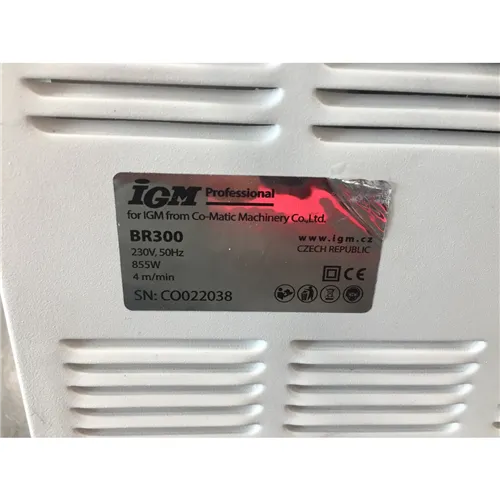 iGM Professional
for IGM from Co-Matic Machinery Co.,Ltd.
BR300
www.igm.cz
230V, 50Hz
CZECH REPUBLIC
855W
4 m/min
CE
SN: CO022038